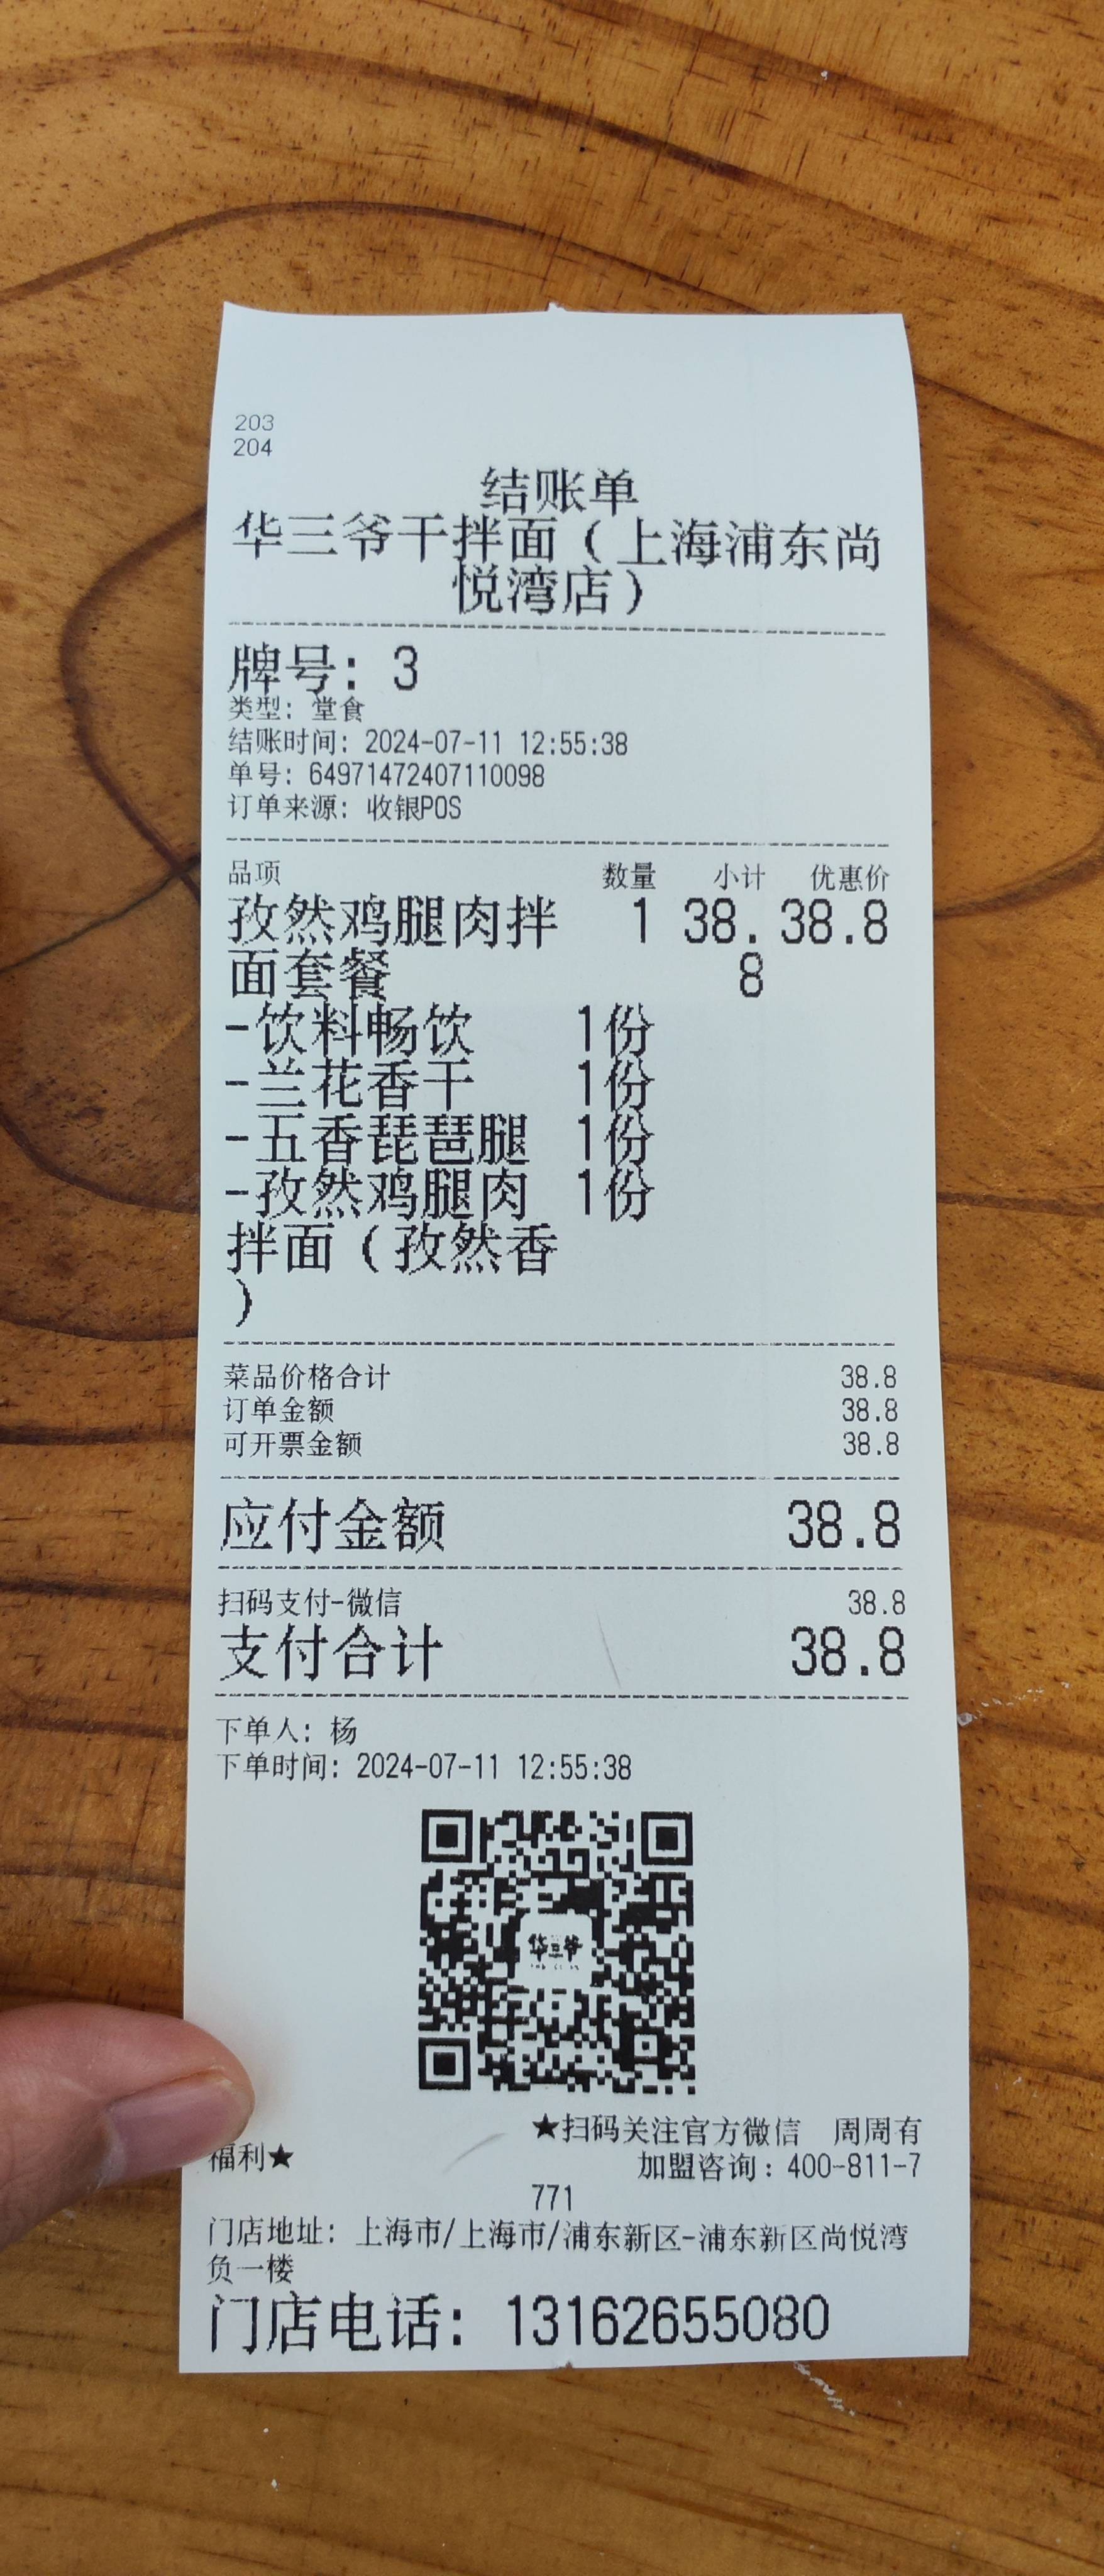 203
204
结账单
华三爷干拌面（上海浦东尚
悦湾店）
牌号：3
类型：堂食
结账时间：2024-07-11 12:55:38
单号：64971472407110098
订单来源：收银POS
品项 数量 小计 优惠价
孜然鸡腿肉拌 1 38. 38.8
面套餐 8
-饮料畅饮 1份
-兰花香干 1份
-五香琵琶腿 1份
-孜然鸡腿肉 1份
拌面（孜然香
）
菜品价格合计 38.8
订单金额 38.8
可开票金额 38.8
应付金额 38.8
扫码支付-微信 38.8
支付合计 38.8
下单人：杨
下单时间：2024-07-11 12:55:38
华三爷
★扫码关注官方微信 周周有
福利★ 加盟咨询：400-811-7
771
门店地址：上海市/上海市/浦东新区-浦东新区尚悦湾
负一楼
门店电话：13162655080